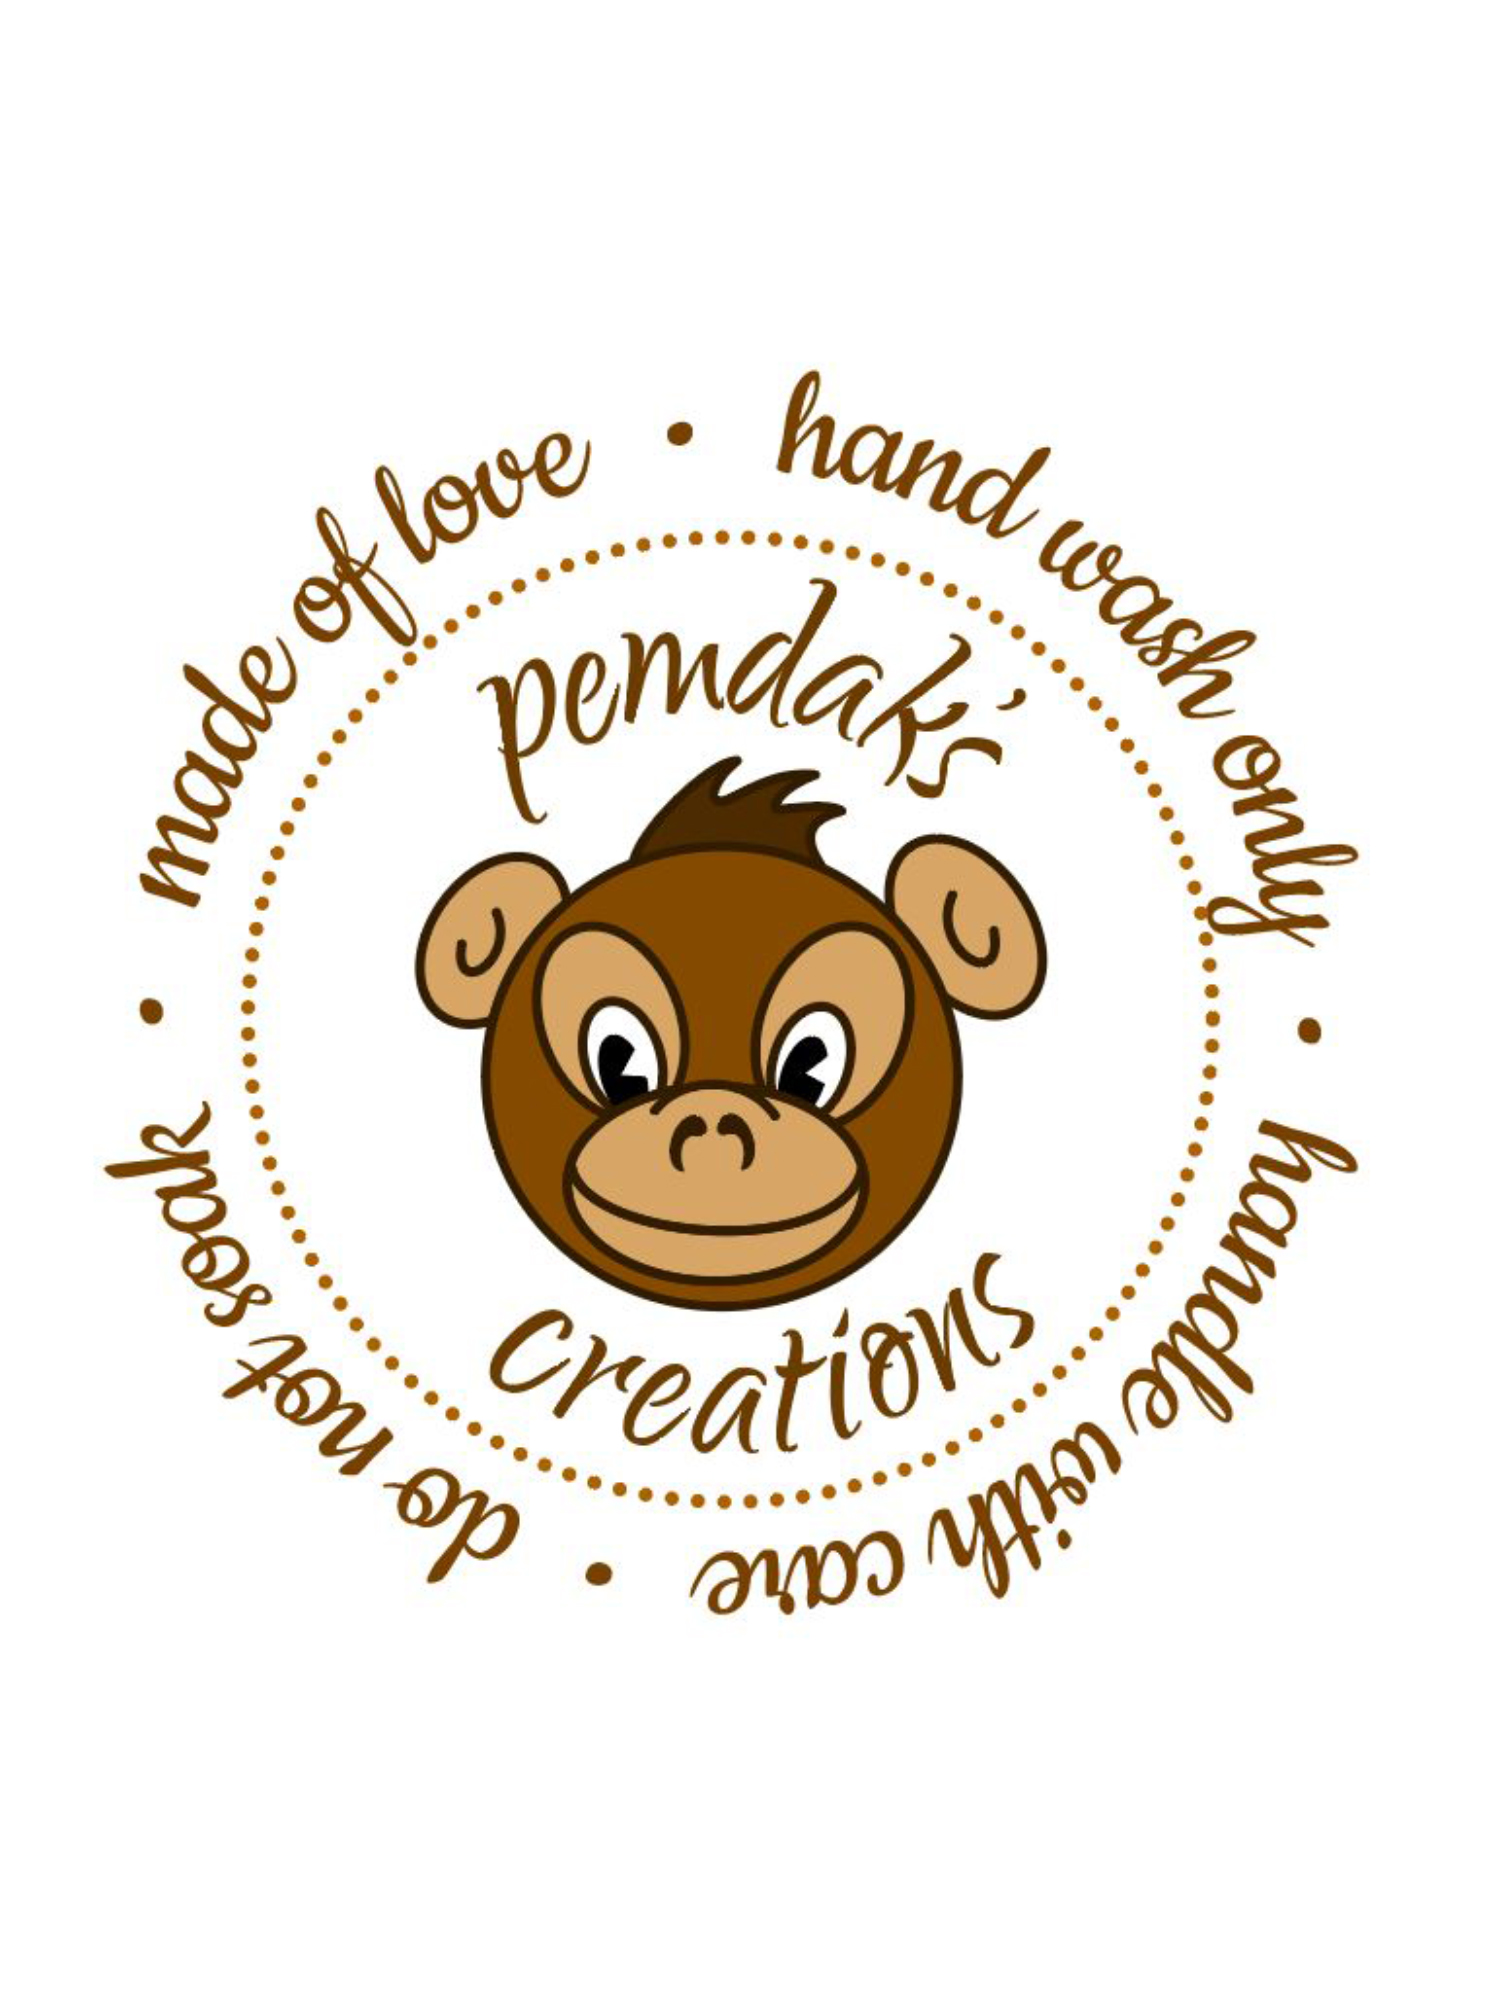 made of love • hand wash only • handle with care • do not soak •
pemdak's
creations